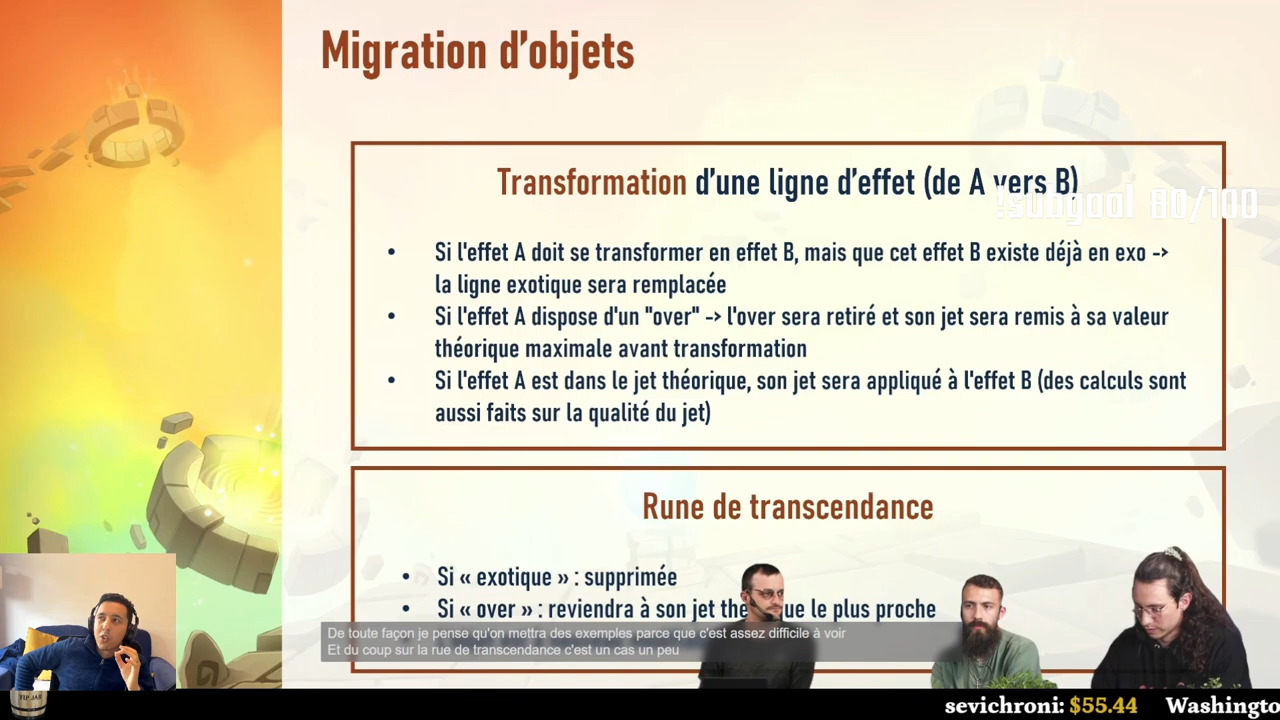 Migration d'objets
Transformation d'une ligne d'effet (de A vers B)
!subgoal 80/100
• Si l'effet A doit se transformer en effet B, mais que cet effet B existe déjà en exo ->
la ligne exotique sera remplacée
• Si l'effet A dispose d'un "over" -> l'over sera retiré et son jet sera remis à sa valeur
théorique maximale avant transformation
• Si l'effet A est dans le jet théorique, son jet sera appliqué à l'effet B (des calculs sont
aussi faits sur la qualité du jet)
Rune de transcendance
• Si « exotique » : supprimée
• Si « over » : reviendra à son jet le plus proche
De toute façon je pense qu'on mettra des exemples parce que c'est assez difficile à voir
Et du coup sur la rue de transcendance c'est un cas un peu
TIP JAR
sevichroni: $55.44 Washingto